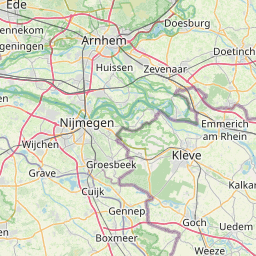 Ede
Doesburg
Arnhem
Doetinch
Huissen
Zevenaar
Nijmegen
Emmerich
am Rhein
Wijchen
Kleve
Groesbeek
Grave
Cuijk
Kalkar
Gennep
Goch
Uedem
Boxmeer
Weeze